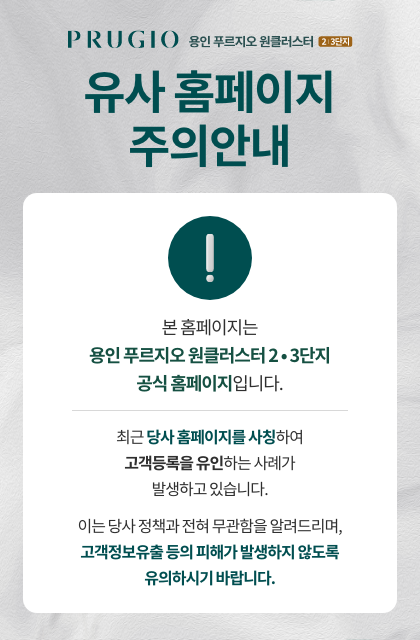 PRUGIO 용인 푸르지오 원클러스터 2·3단지
유사 홈페이지
주의안내
본 홈페이지는
용인 푸르지오 원클러스터 2•3단지
공식 홈페이지입니다.
최근 당사 홈페이지를 사칭하여
고객등록을 유인하는 사례가
발생하고 있습니다.
이는 당사 정책과 전혀 무관함을 알려드리며,
고객정보유출 등의 피해가 발생하지 않도록
유의하시기 바랍니다.